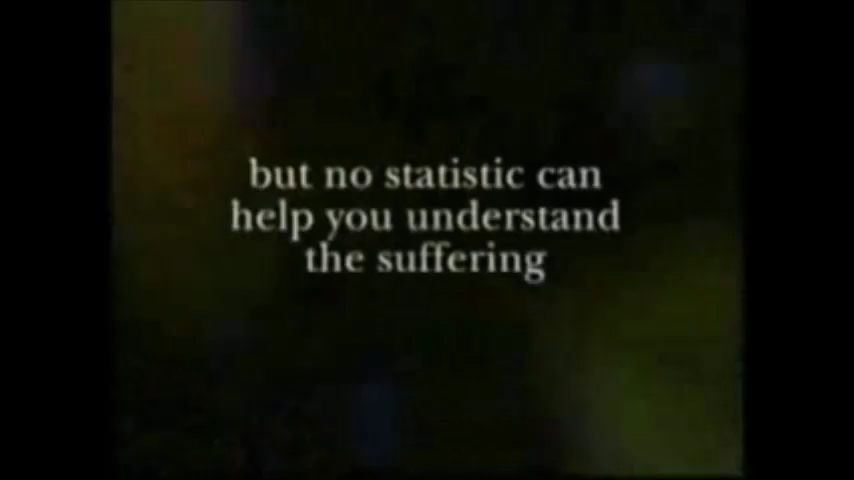 but no statistic can
help you understand
the suffering